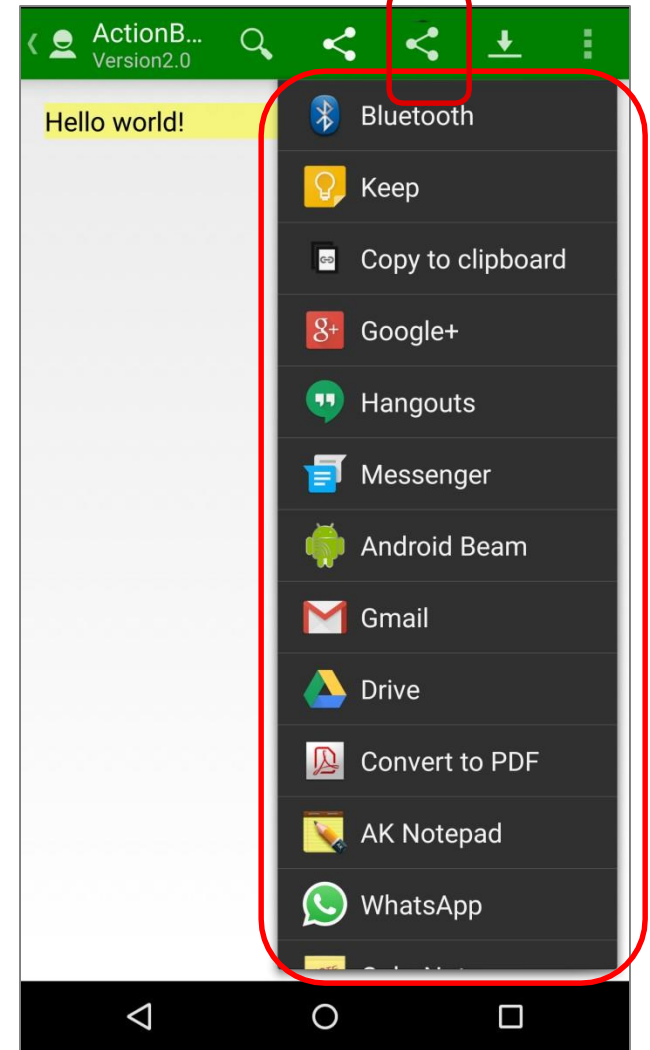 ActionB...
Version2.0
Hello world!
Bluetooth
Keep
Copy to clipboard
8+ Google+
Hangouts
Messenger
Android Beam
Gmail
Drive
Convert to PDF
AK Notepad
WhatsApp